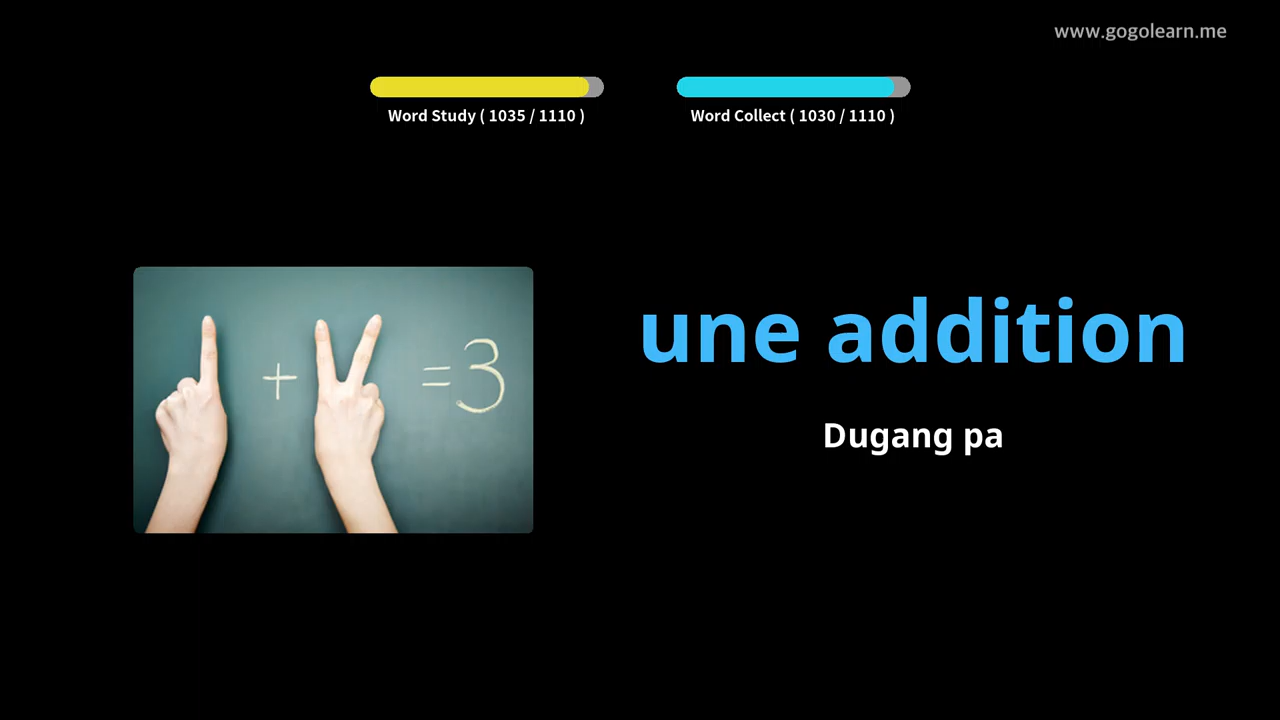 www.gogolearn.me
Word Study ( 1035 / 1110 )
Word Collect ( 1030 / 1110 )
+ =3
une addition
Dugang pa